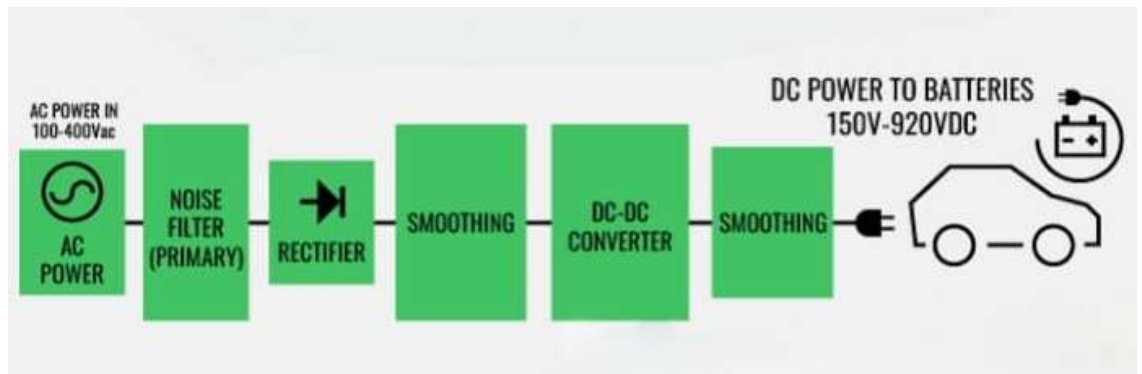 AC POWER IN
100-400Vac
AC
POWER
NOISE
FILTER
(PRIMARY)
RECTIFIER
SMOOTHING
DC-DC
CONVERTER
SMOOTHING
DC POWER TO BATTERIES
150V-920VDC